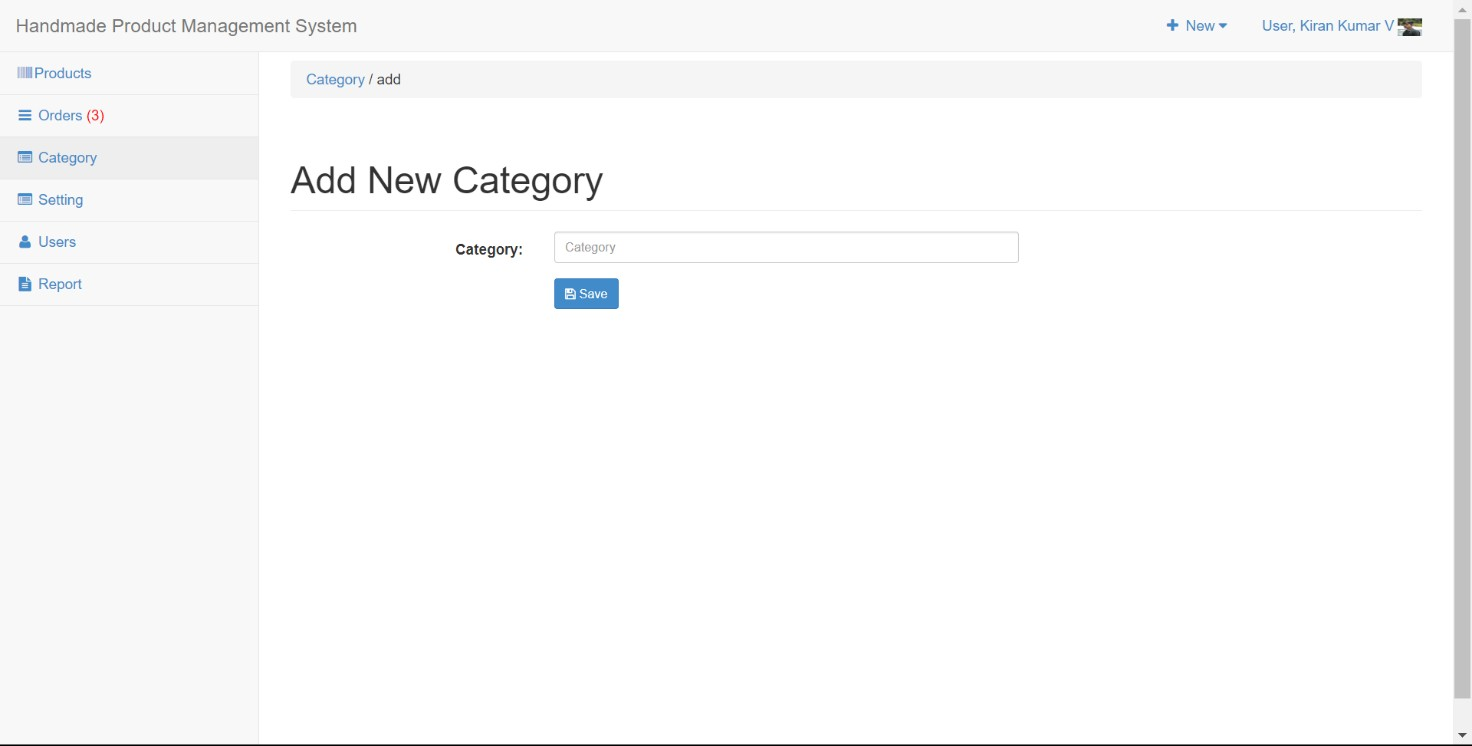 Handmade Product Management System
New
User, Kiran Kumar V
Products
Orders (3)
Category
Setting
Users
Report
Category / add
Add New Category
Category:
Category
Save